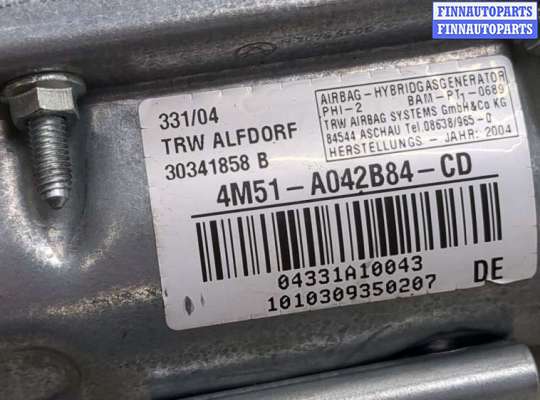 FINNAUTOPARTS
FINNAUTOPARTS
331/04
TRW ALFDORF
30341858 B
AIRBAG-HYBRIDGASGENERATOR
PHI-2 BAM-PT1-0689
TRW AIRBAG SYSTEMS GmbH&Co KG
84544 ASCHAU Tel 08638/965-0
HERSTELLUNGS - JAHR: 2004
4M51-A042B84-CD
04331A10043
1010309350207
DE